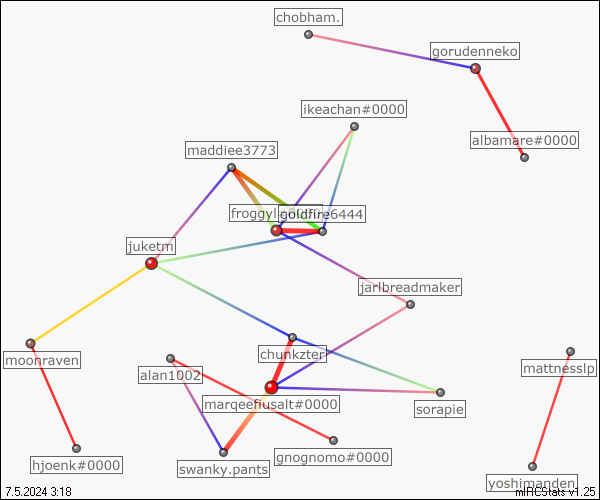 chobham.
gorudenneko
ikeachan#0000
albamare#0000
maddiee3773
goldfire6444
juketm
jarlbreadmaker
moonraven
chunkzter
alan1002
mattnesslp
marqeefiusalt#0000
sorapie
hjoenk#0000
swanky.pants
gnognomo#0000
yoshimanden
7.5.2024 3:18
mIRCStats v1.25